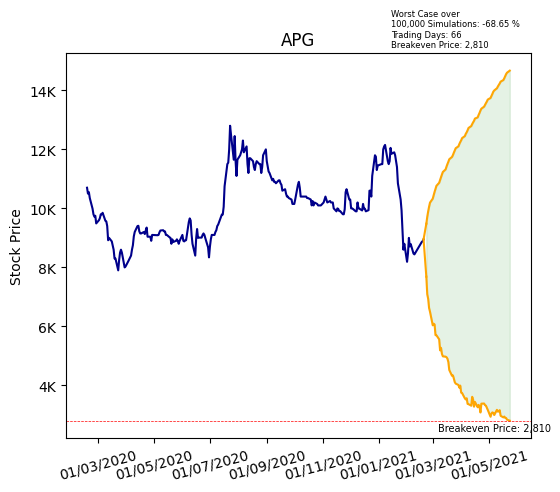 Worst Case over
100,000 Simulations: -68.65 %
Trading Days: 66
Breakeven Price: 2,810
APG
Stock Price
14K
12K
10K
8K
6K
4K
Breakeven Price: 2,810
01/03/2020
01/05/2020
01/07/2020
01/09/2020
01/11/2020
01/01/2021
01/03/2021
01/05/2021